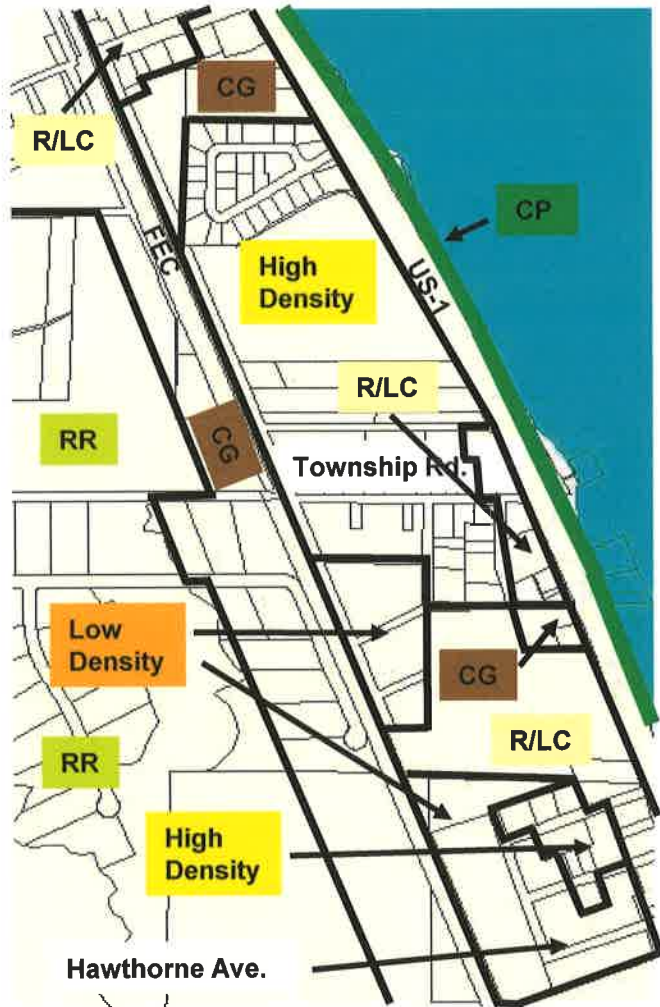 CG
R/LC
CP
FEC
High
Density
US-1
R/LC
RR
CG
Township Rd.
Low
Density
CG
R/LC
RR
High
Density
Hawthorne Ave.